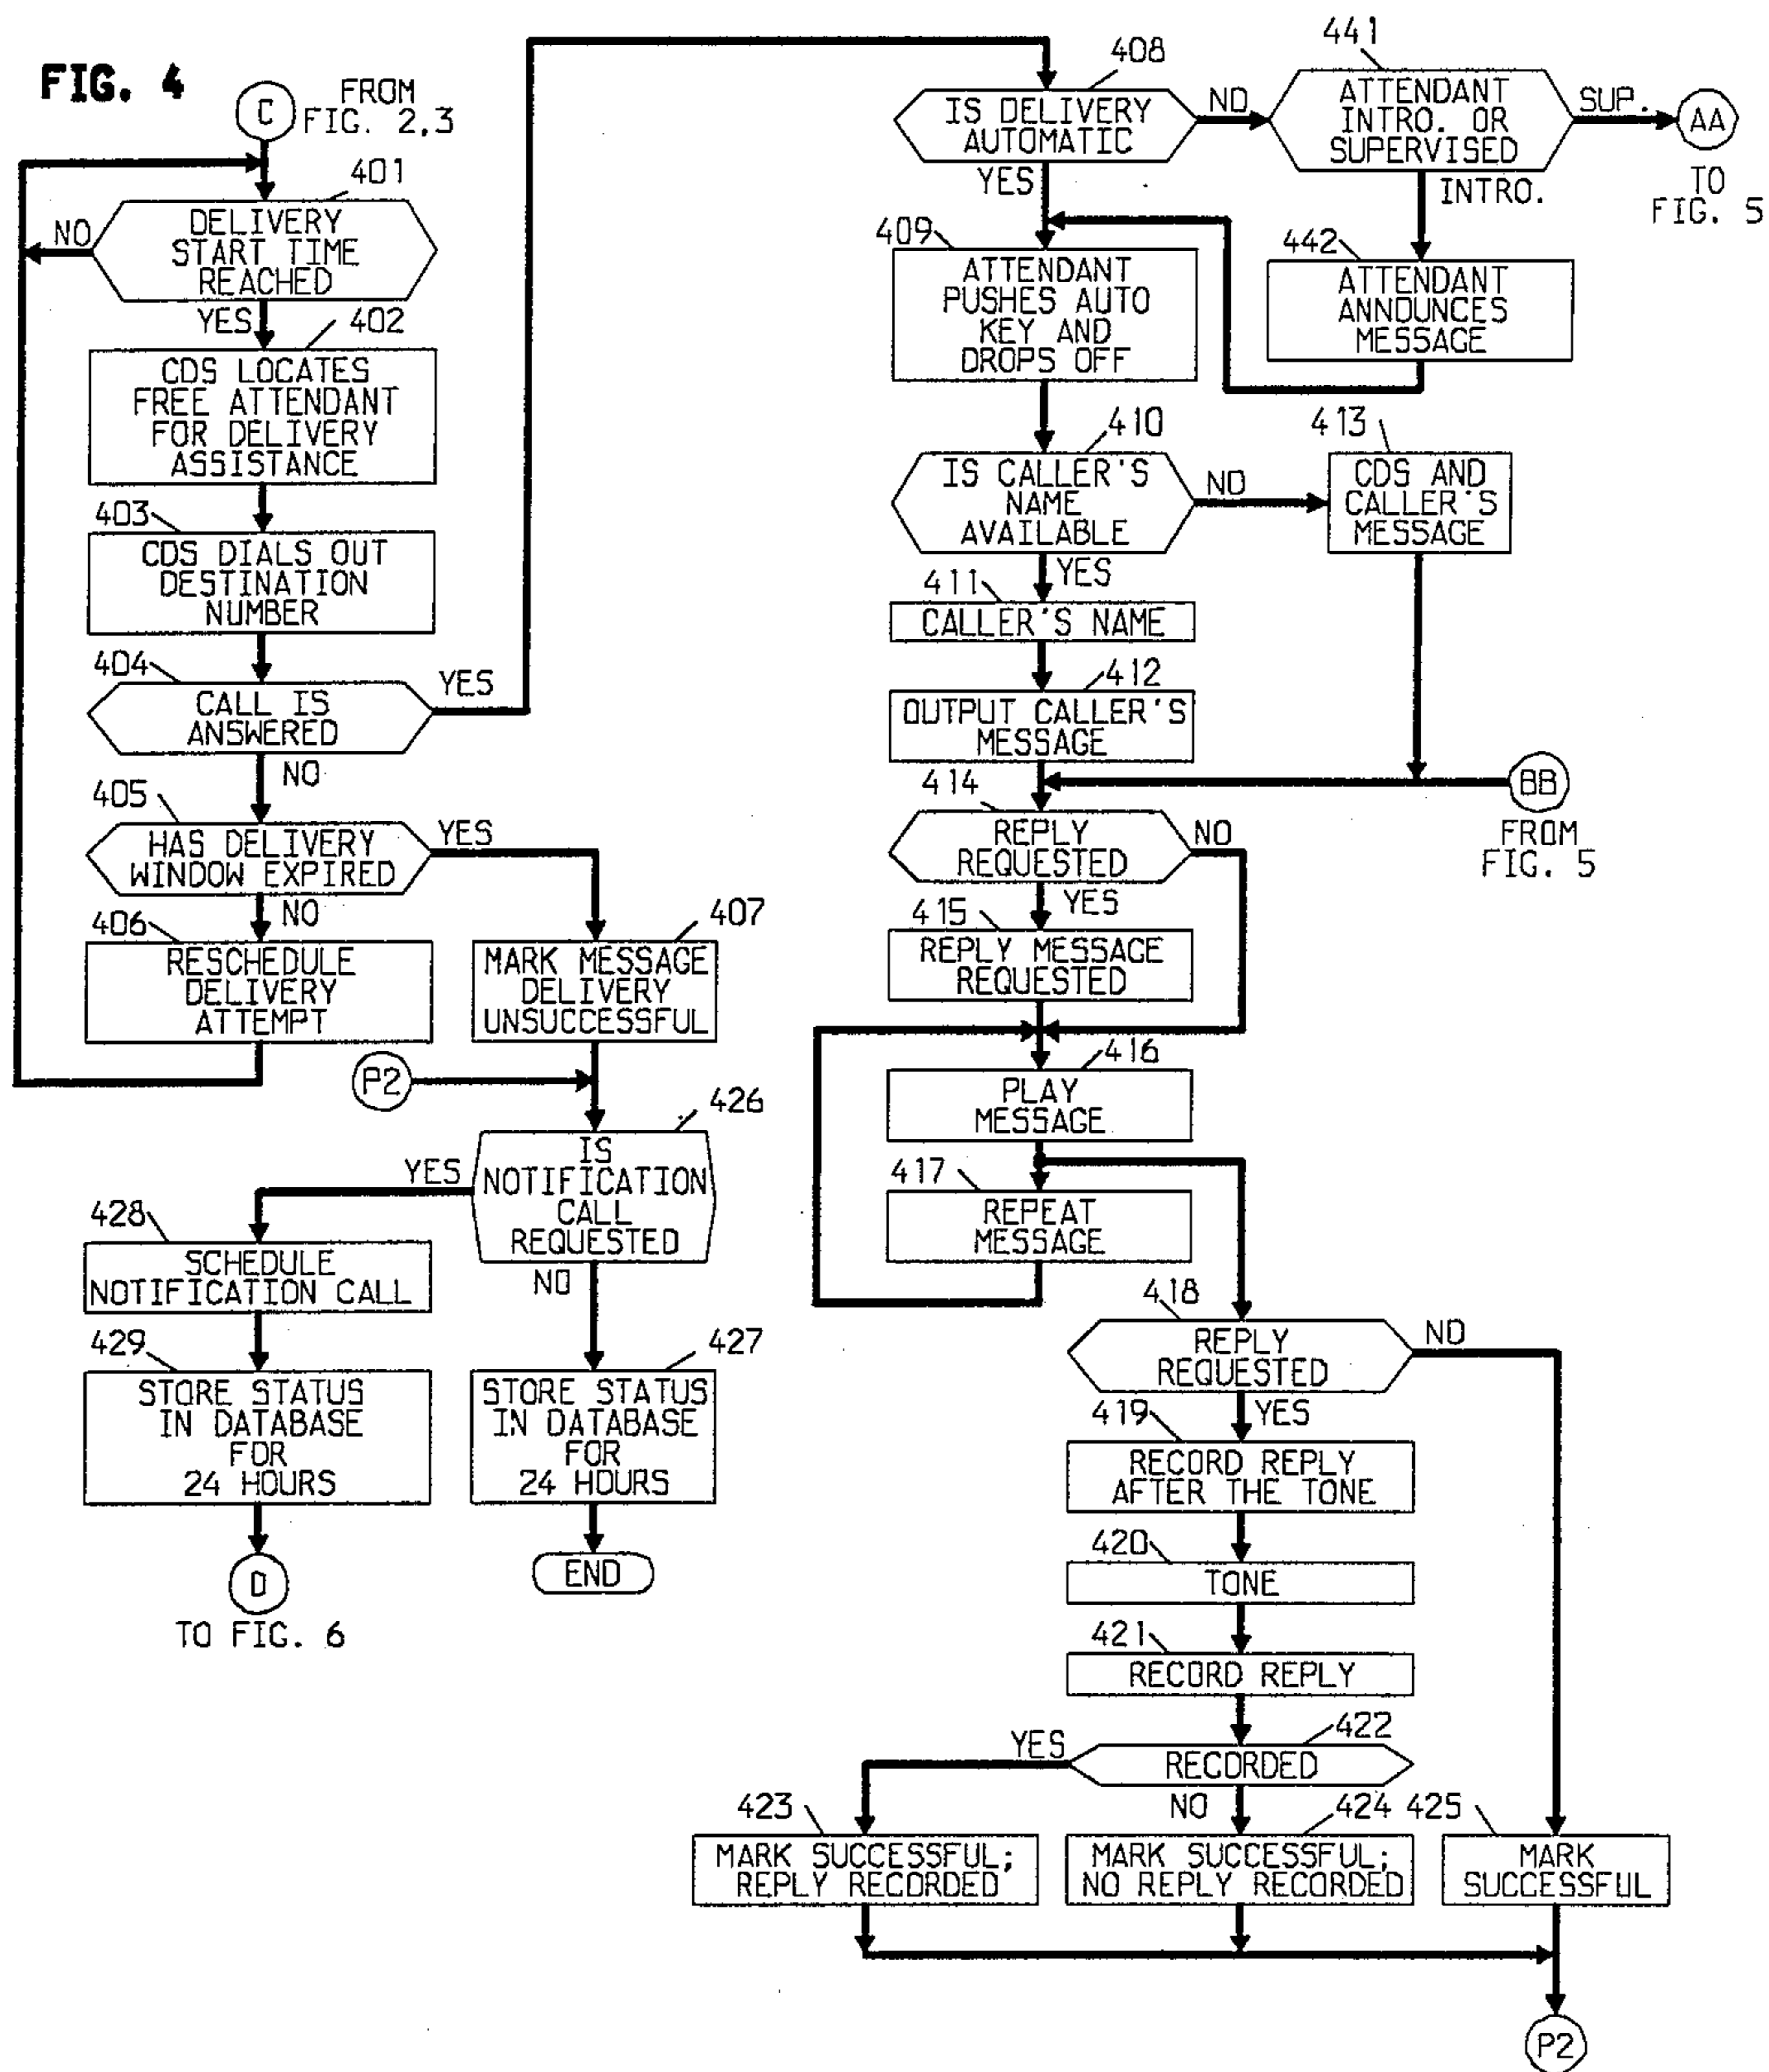 FIG. 4
C
FROM
FIG. 2,3
401
DELIVERY
START TIME
REACHED
NO
YES
402
CDS LOCATES
FREE ATTENDANT
FOR DELIVERY
ASSISTANCE
403
CDS DIALS OUT
DESTINATION
NUMBER
404
CALL IS
ANSWERED
YES
NO
405
HAS DELIVERY
WINDOW EXPIRED
YES
NO
406
RESCHEDULE
DELIVERY
ATTEMPT
407
MARK MESSAGE
DELIVERY
UNSUCCESSFUL
P2
426
IS
NOTIFICATION
CALL
REQUESTED
YES
NO
428
SCHEDULE
NOTIFICATION CALL
429
STORE STATUS
IN DATABASE
FOR
24 HOURS
427
STORE STATUS
IN DATABASE
FOR
24 HOURS
D
TO FIG. 6
END
408
IS DELIVERY
AUTOMATIC
NO
YES
441
ATTENDANT
INTRO. OR
SUPERVISED
SUP.
AA
TO
FIG. 5
INTRO.
442
ATTENDANT
ANNOUNCES
MESSAGE
409
ATTENDANT
PUSHES AUTO
KEY AND
DROPS OFF
410
IS CALLER'S
NAME
AVAILABLE
NO
YES
413
CDS AND
CALLER'S
MESSAGE
411
CALLER'S NAME
412
OUTPUT CALLER'S
MESSAGE
BB
FROM
FIG. 5
414
REPLY
REQUESTED
NO
YES
415
REPLY MESSAGE
REQUESTED
416
PLAY
MESSAGE
417
REPEAT
MESSAGE
418
REPLY
REQUESTED
NO
YES
419
RECORD REPLY
AFTER THE TONE
420
TONE
421
RECORD REPLY
422
RECORDED
YES
NO
423
MARK SUCCESSFUL;
REPLY RECORDED
424
MARK SUCCESSFUL;
NO REPLY RECORDED
425
MARK
SUCCESSFUL
P2